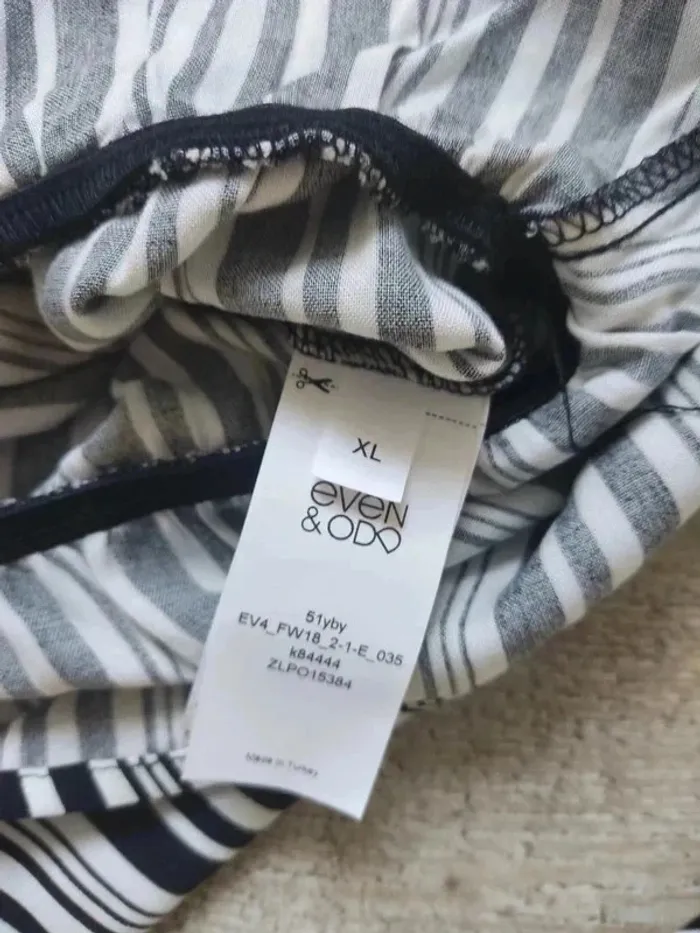 XL
even
& ODD
51yby
EV4_FW18_2-1-E_035
k84444
ZLPO15384
Made in Turkey